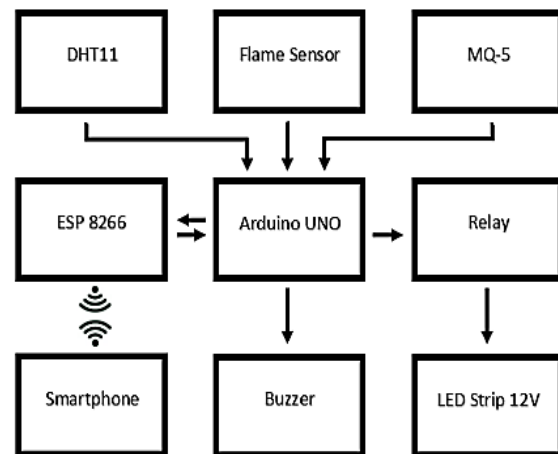 DHT11
Flame Sensor
MQ-5
ESP 8266
Arduino UNO
Relay
Smartphone
Buzzer
LED Strip 12V